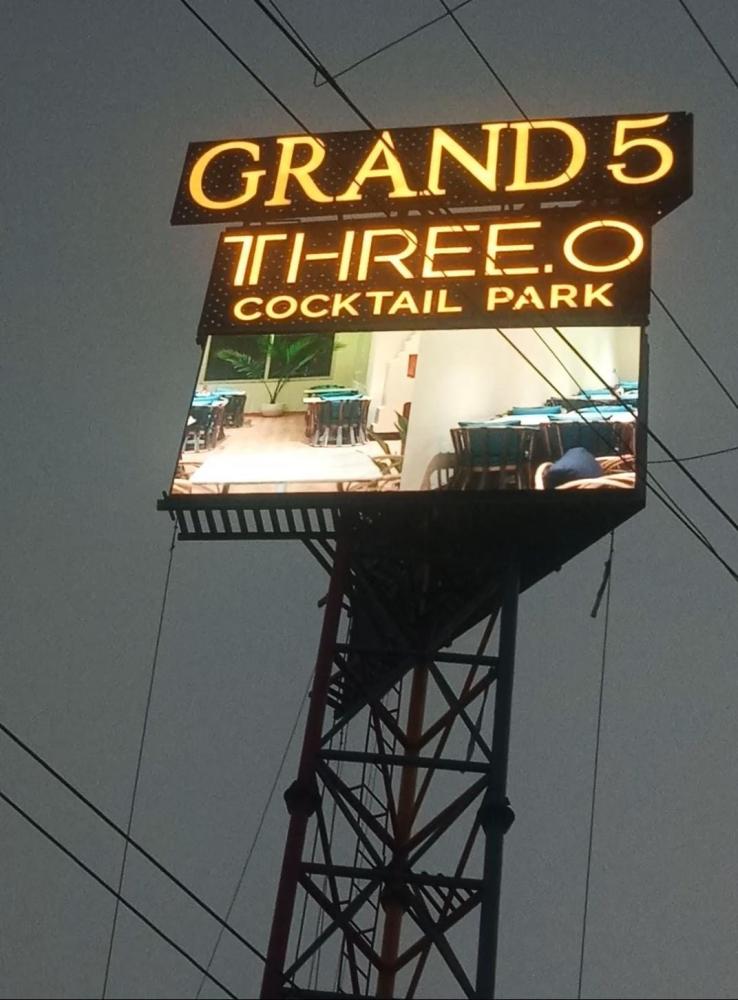 GRAND 5
THREE.O
COCKTAIL PARK